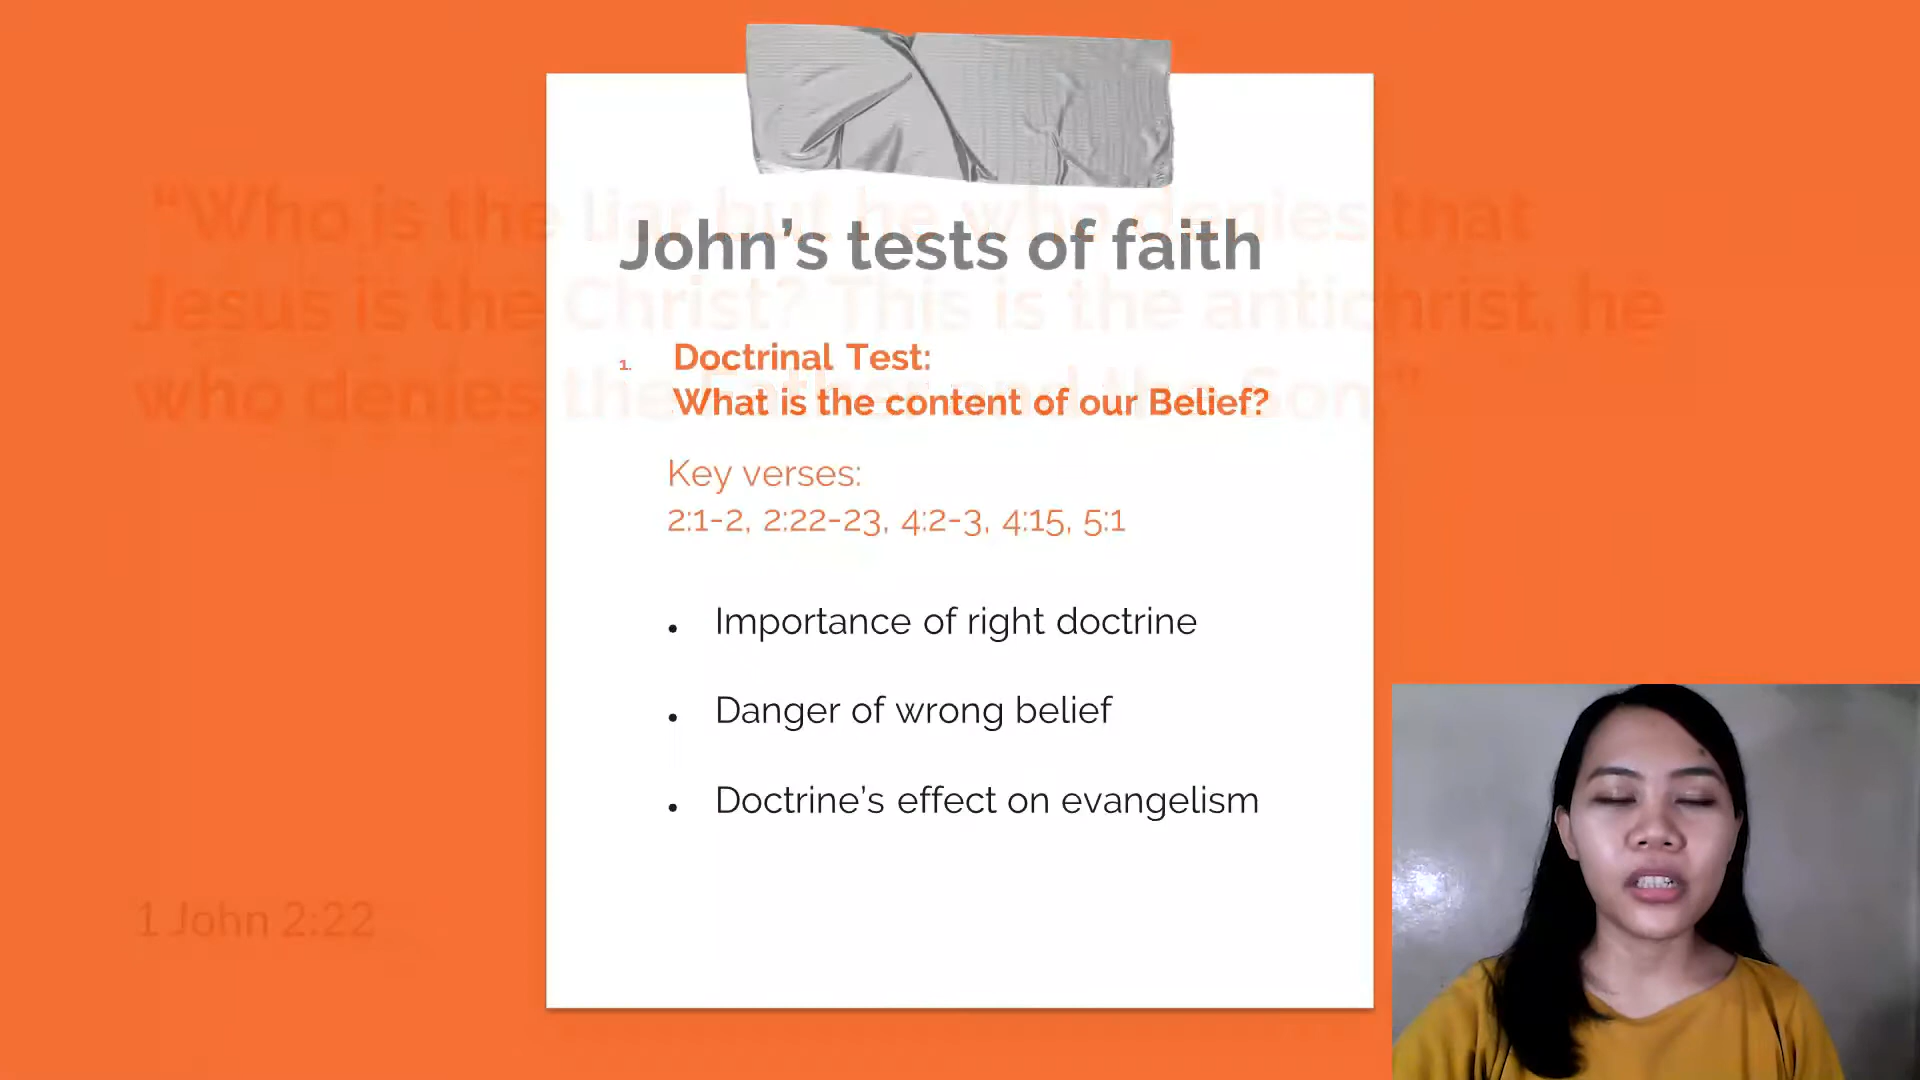 “Who is the liar but he who denies that
Jesus is the Christ? This is the antichrist, he
who denies the Father and the Son.”
1 John 2:22
John’s tests of faith
1. Doctrinal Test:
What is the content of our Belief?
Key verses:
2:1-2, 2:22-23, 4:2-3, 4:15, 5:1
• Importance of right doctrine
• Danger of wrong belief
• Doctrine’s effect on evangelism